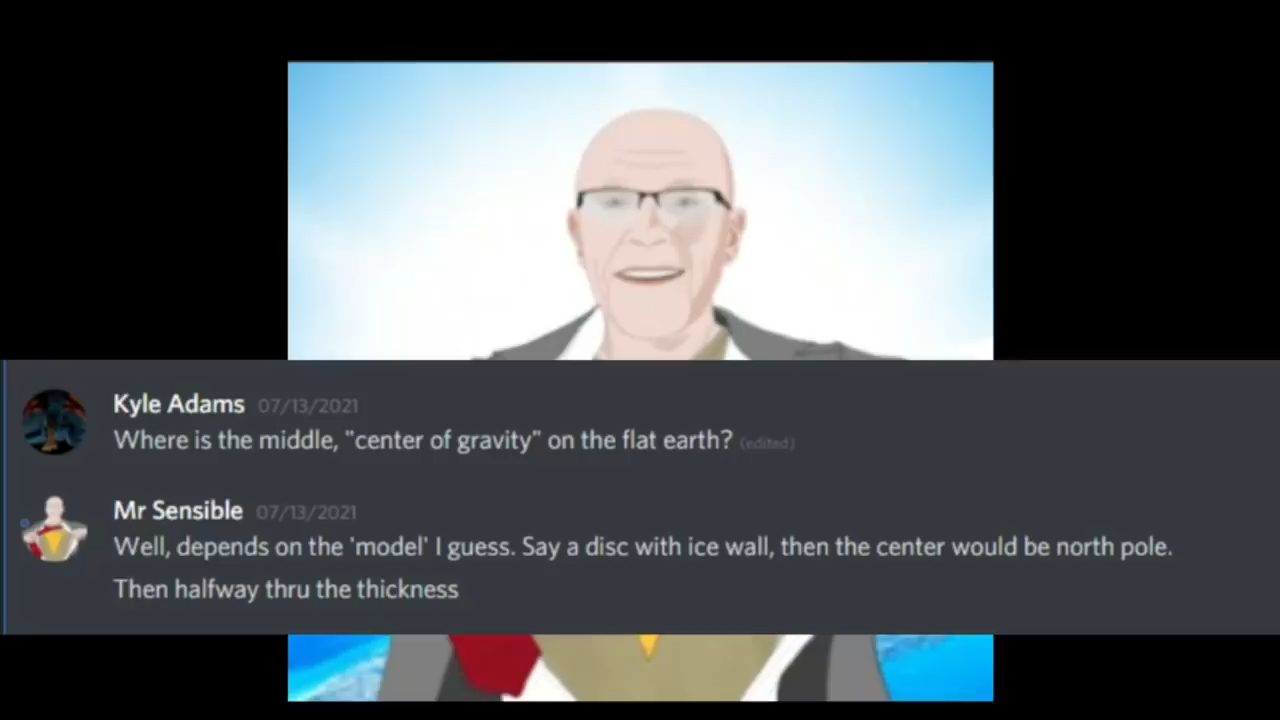 Kyle Adams 07/13/2021
Where is the middle, "center of gravity" on the flat earth? (edited)
Mr Sensible 07/13/2021
Well, depends on the 'model' I guess. Say a disc with ice wall, then the center would be north pole.
Then halfway thru the thickness